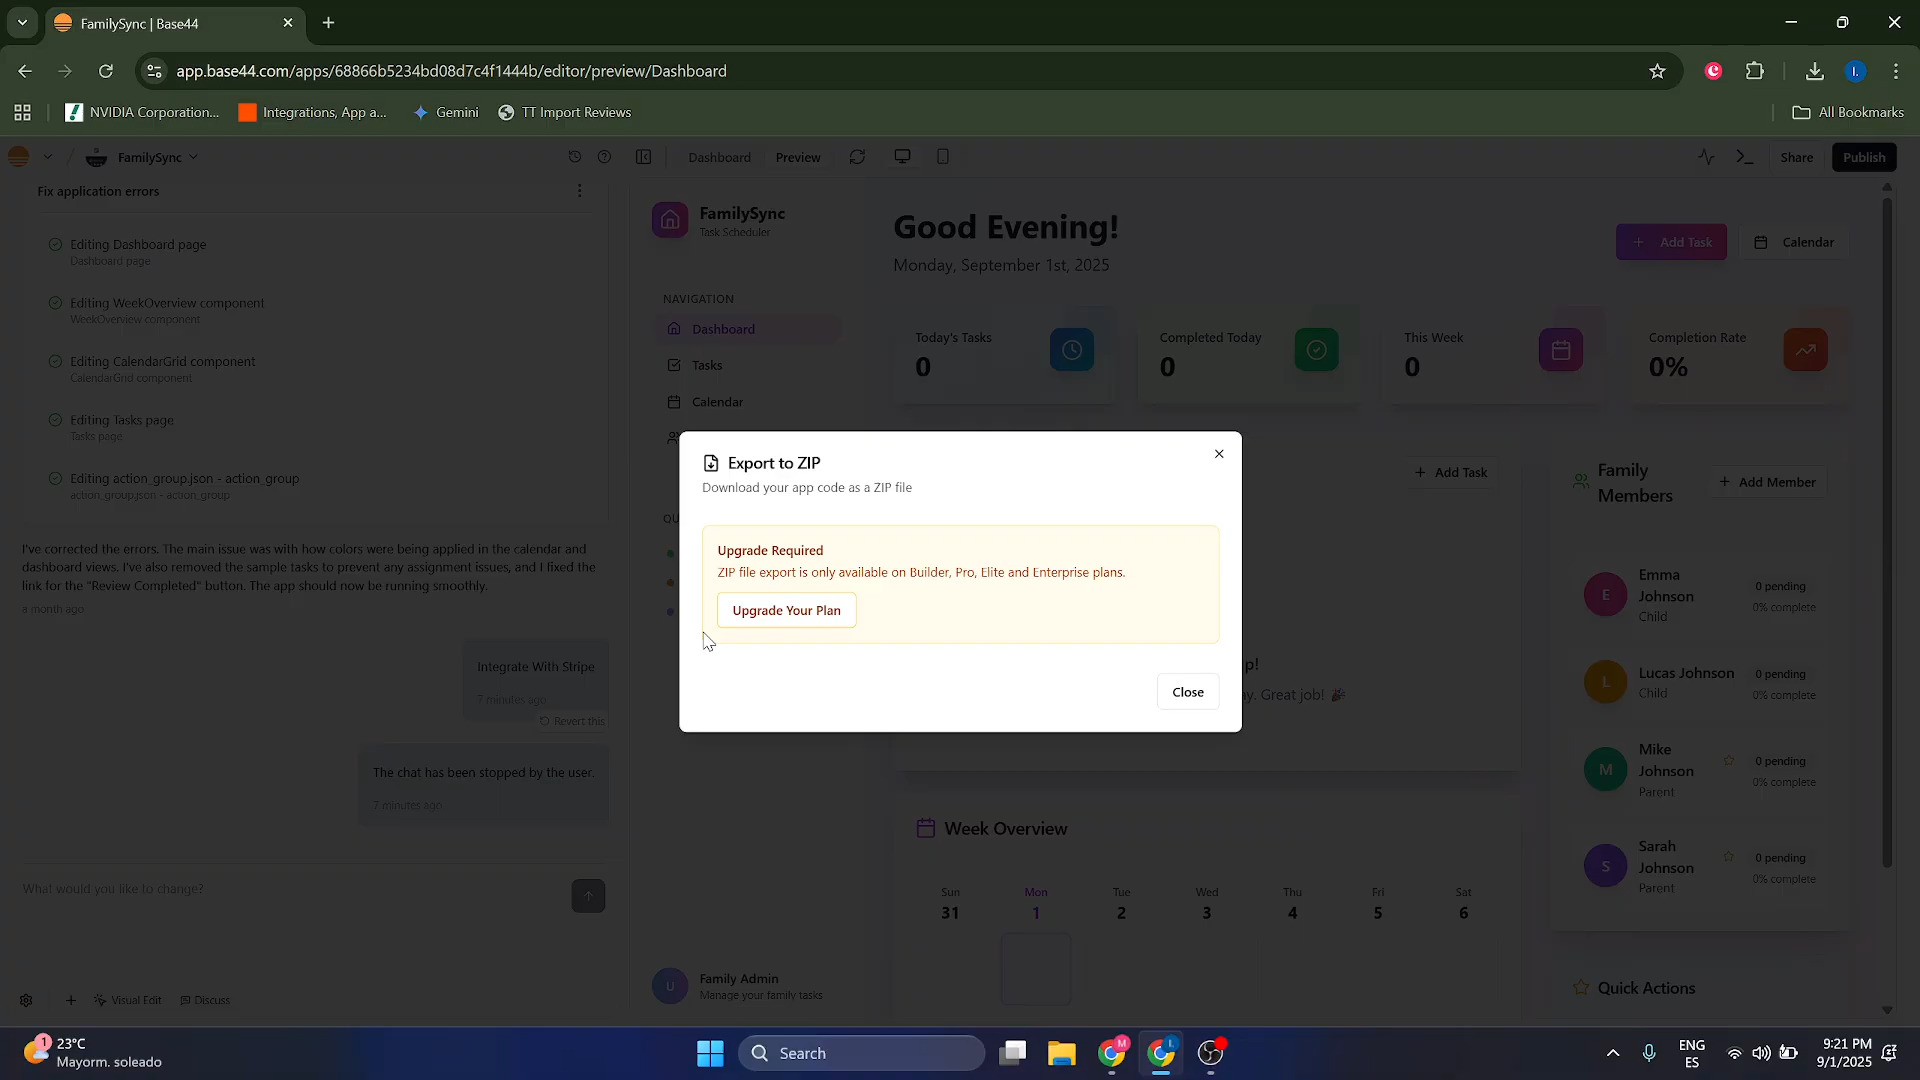 FamilySync | Base44
app.base44.com/apps/68866b5234bd08d7c4f1444b/editor/preview/Dashboard
I.
NVIDIA Corporation...
Integrations, App a...
Gemini
TT Import Reviews
All Bookmarks
/
FamilySync
Dashboard
Preview
Share
Publish
Fix application errors
Editing Dashboard page
Dashboard page
Editing WeekOverview component
WeekOverview component
Editing CalendarGrid component
CalendarGrid component
Editing Tasks page
Tasks page
Editing action_group.json - action_group
action_group.json - action_group
I've corrected the errors. The main issue was with how colors were being applied in the calendar and
dashboard views. I've also removed the sample tasks to prevent any assignment issues, and I fixed the
link for the "Review Completed" button. The app should now be running smoothly.
a month ago
Integrate With Stripe
7 minutes ago
Revert this
The chat has been stopped by the user.
7 minutes ago
What would you like to change?
Visual Edit
Discuss
FamilySync
Task Scheduler
NAVIGATION
Dashboard
Tasks
Calendar
OU
U
Family Admin
Manage your family tasks
Good Evening!
Monday, September 1st, 2025
Add Task
Calendar
Today's Tasks
0
Completed Today
0
This Week
0
Completion Rate
0%
Export to ZIP
Download your app code as a ZIP file
Upgrade Required
ZIP file export is only available on Builder, Pro, Elite and Enterprise plans.
Upgrade Your Plan
Close
Add Task
p!
y. Great job! 🎉
Family
Members
Add Member
E
Emma
Johnson
Child
0 pending
0% complete
L
Lucas Johnson
Child
0 pending
0% complete
M
Mike
Johnson
Parent
0 pending
0% complete
S
Sarah
Johnson
Parent
0 pending
0% complete
Week Overview
Sun
31
Mon
1
Tue
2
Wed
3
Thu
4
Fri
5
Sat
6
Quick Actions
1
23°C
Mayorm. soleado
Search
M
I.
ENG
ES
9:21 PM
9/1/2025